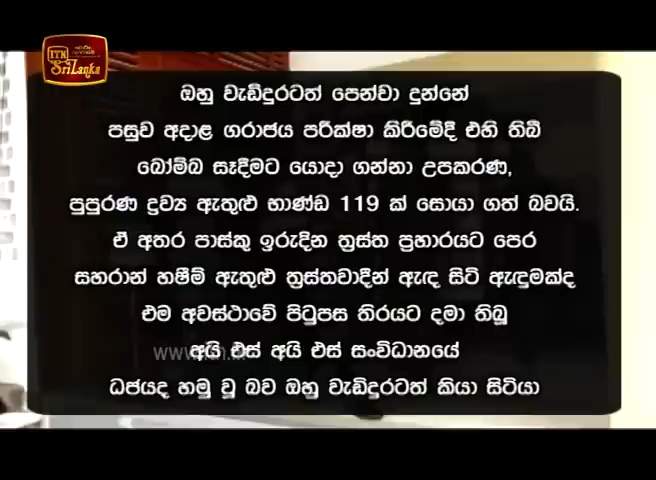 ITN
Sri Lanka
ඔහු වැඩිදුරටත් පෙන්වා දුන්නේ
පසුව අදාළ ගරාජය පරික්ෂා කිරීමේදී එහි තිබී
බෝම්බ සෑදීමට යොදා ගන්නා උපකරණ,
පුපුරණ ද්‍රව්‍ය ඇතුළු භාණ්ඩ 119 ක් සොයා ගත් බවයි.
ඒ අතර පාස්කු ඉරුදින ත්‍රස්ත ප්‍රහාරයට පෙර
සහරාන් හෂීම් ඇතුළු ත්‍රස්තවාදීන් ඇඳ සිටි ඇඳුමක්ද
එම අවස්ථාවේ පිටුපස තිරයට දමා තිබූ
අයි එස් අයි එස් සංවිධානයේ
ධජයද හමු වූ බව ඔහු වැඩිදුරටත් කියා සිටියා